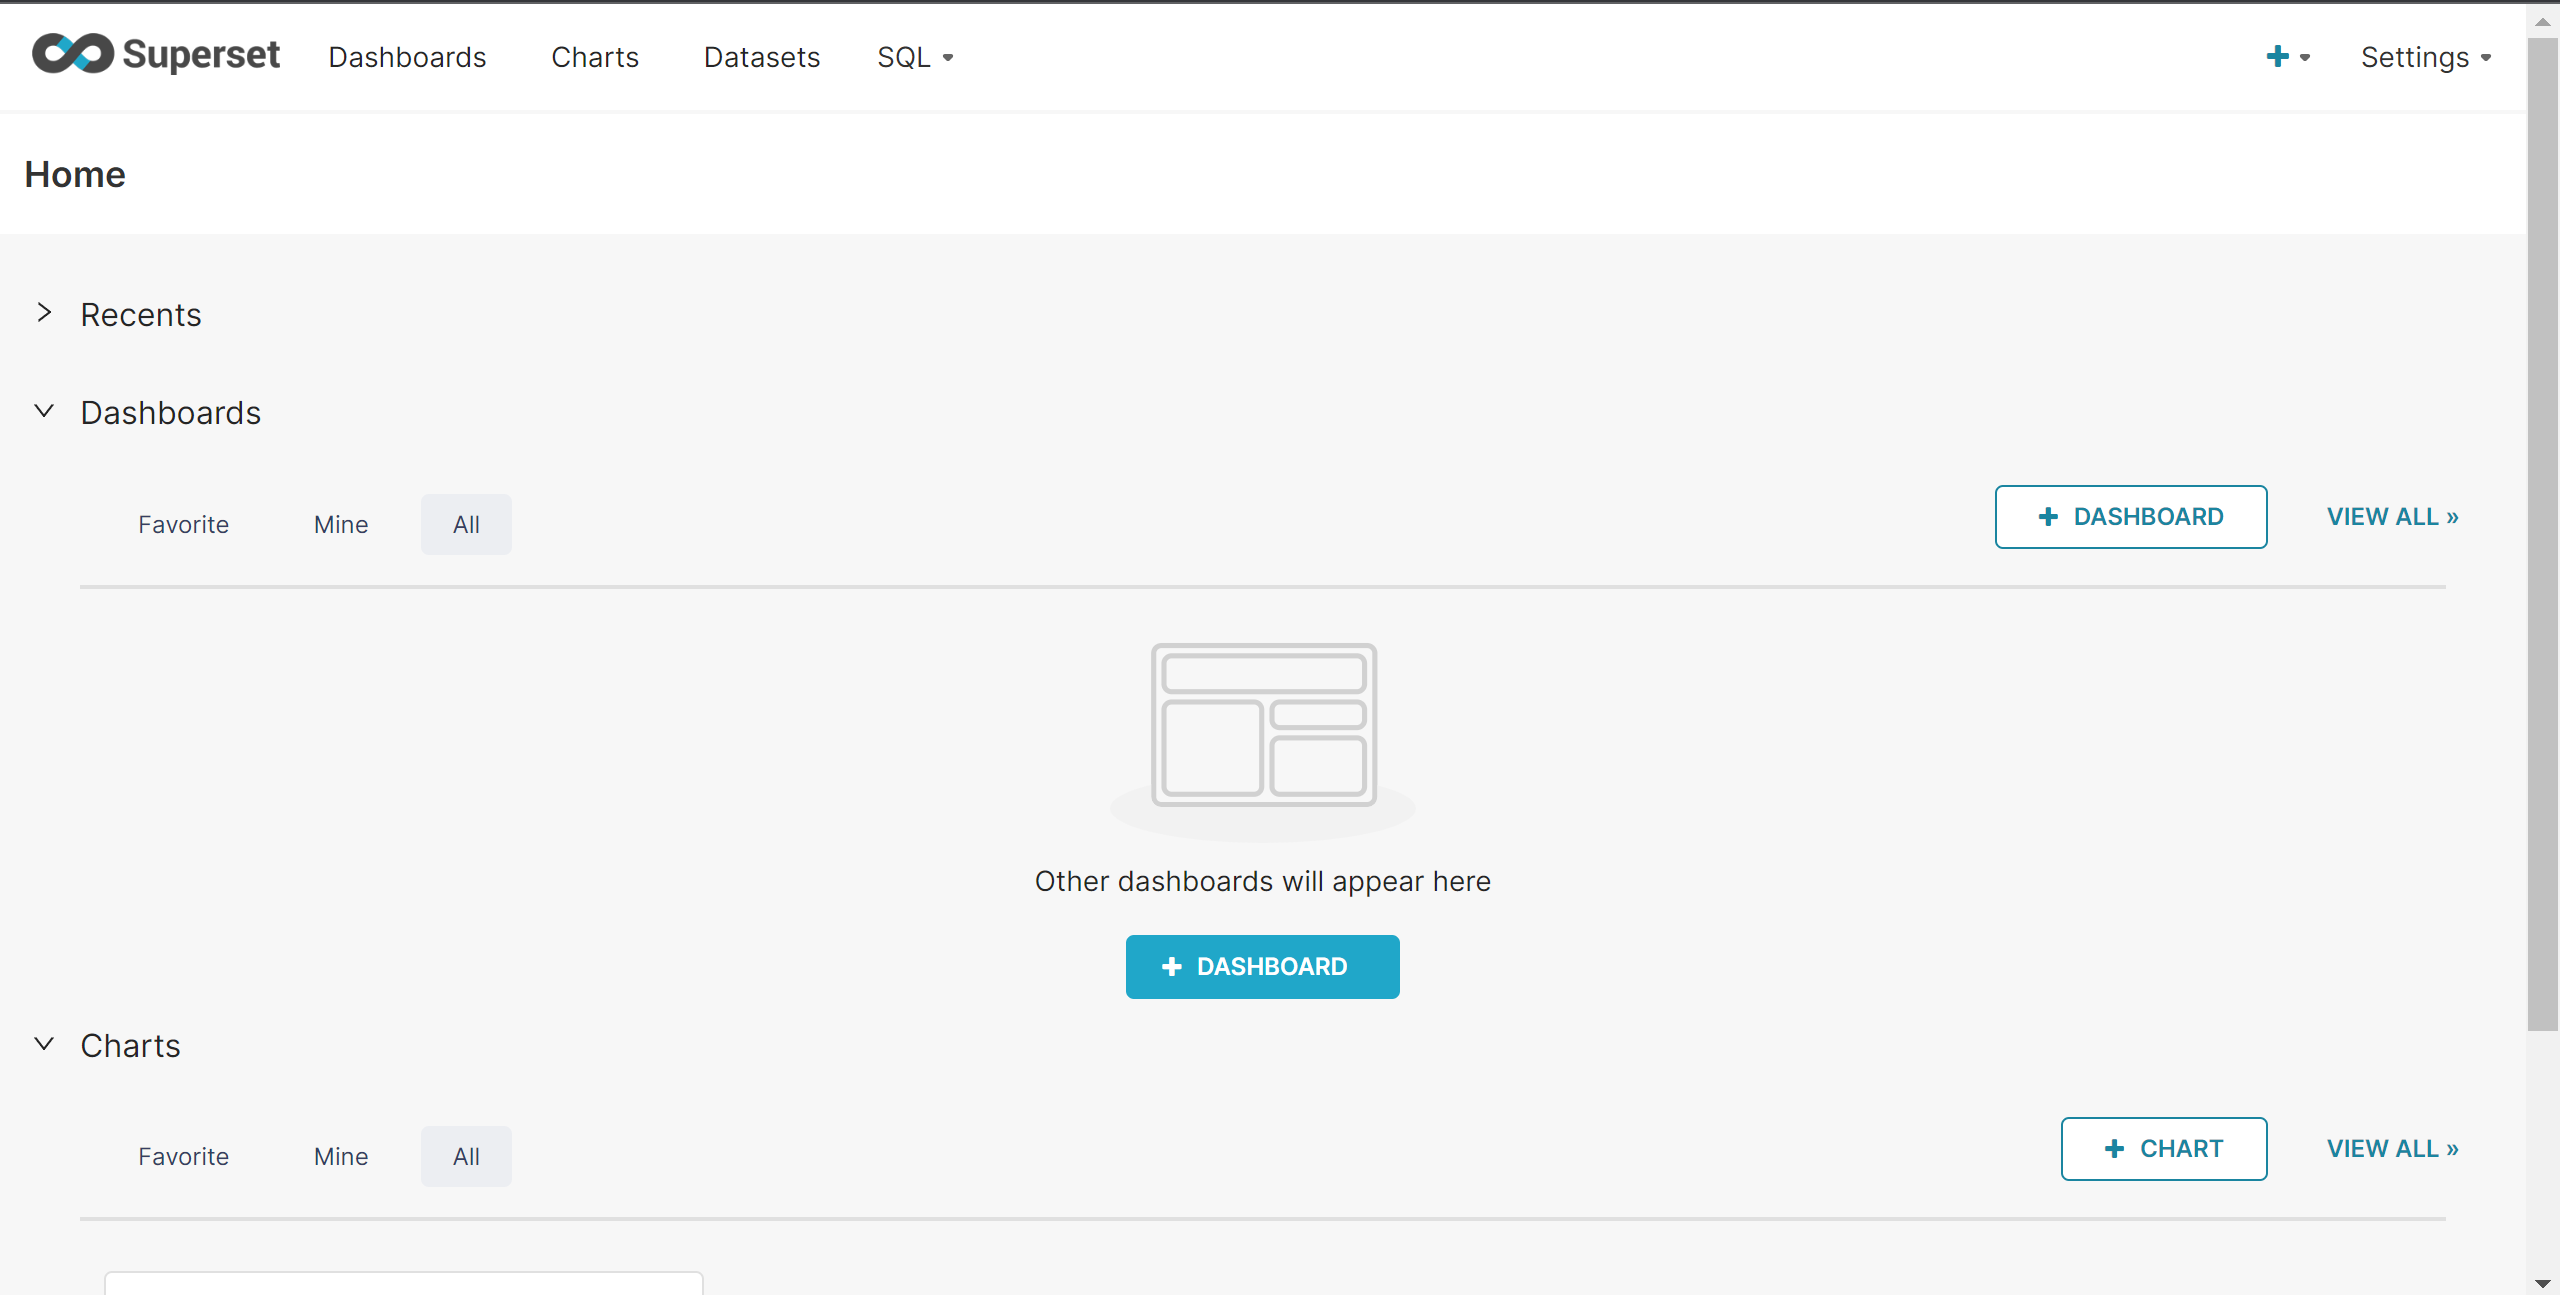 Superset Dashboards Charts Datasets SQL + Settings
Home
Recents
Dashboards
Favorite Mine All + DASHBOARD VIEW ALL »
Other dashboards will appear here
+ DASHBOARD
Charts
Favorite Mine All + CHART VIEW ALL »